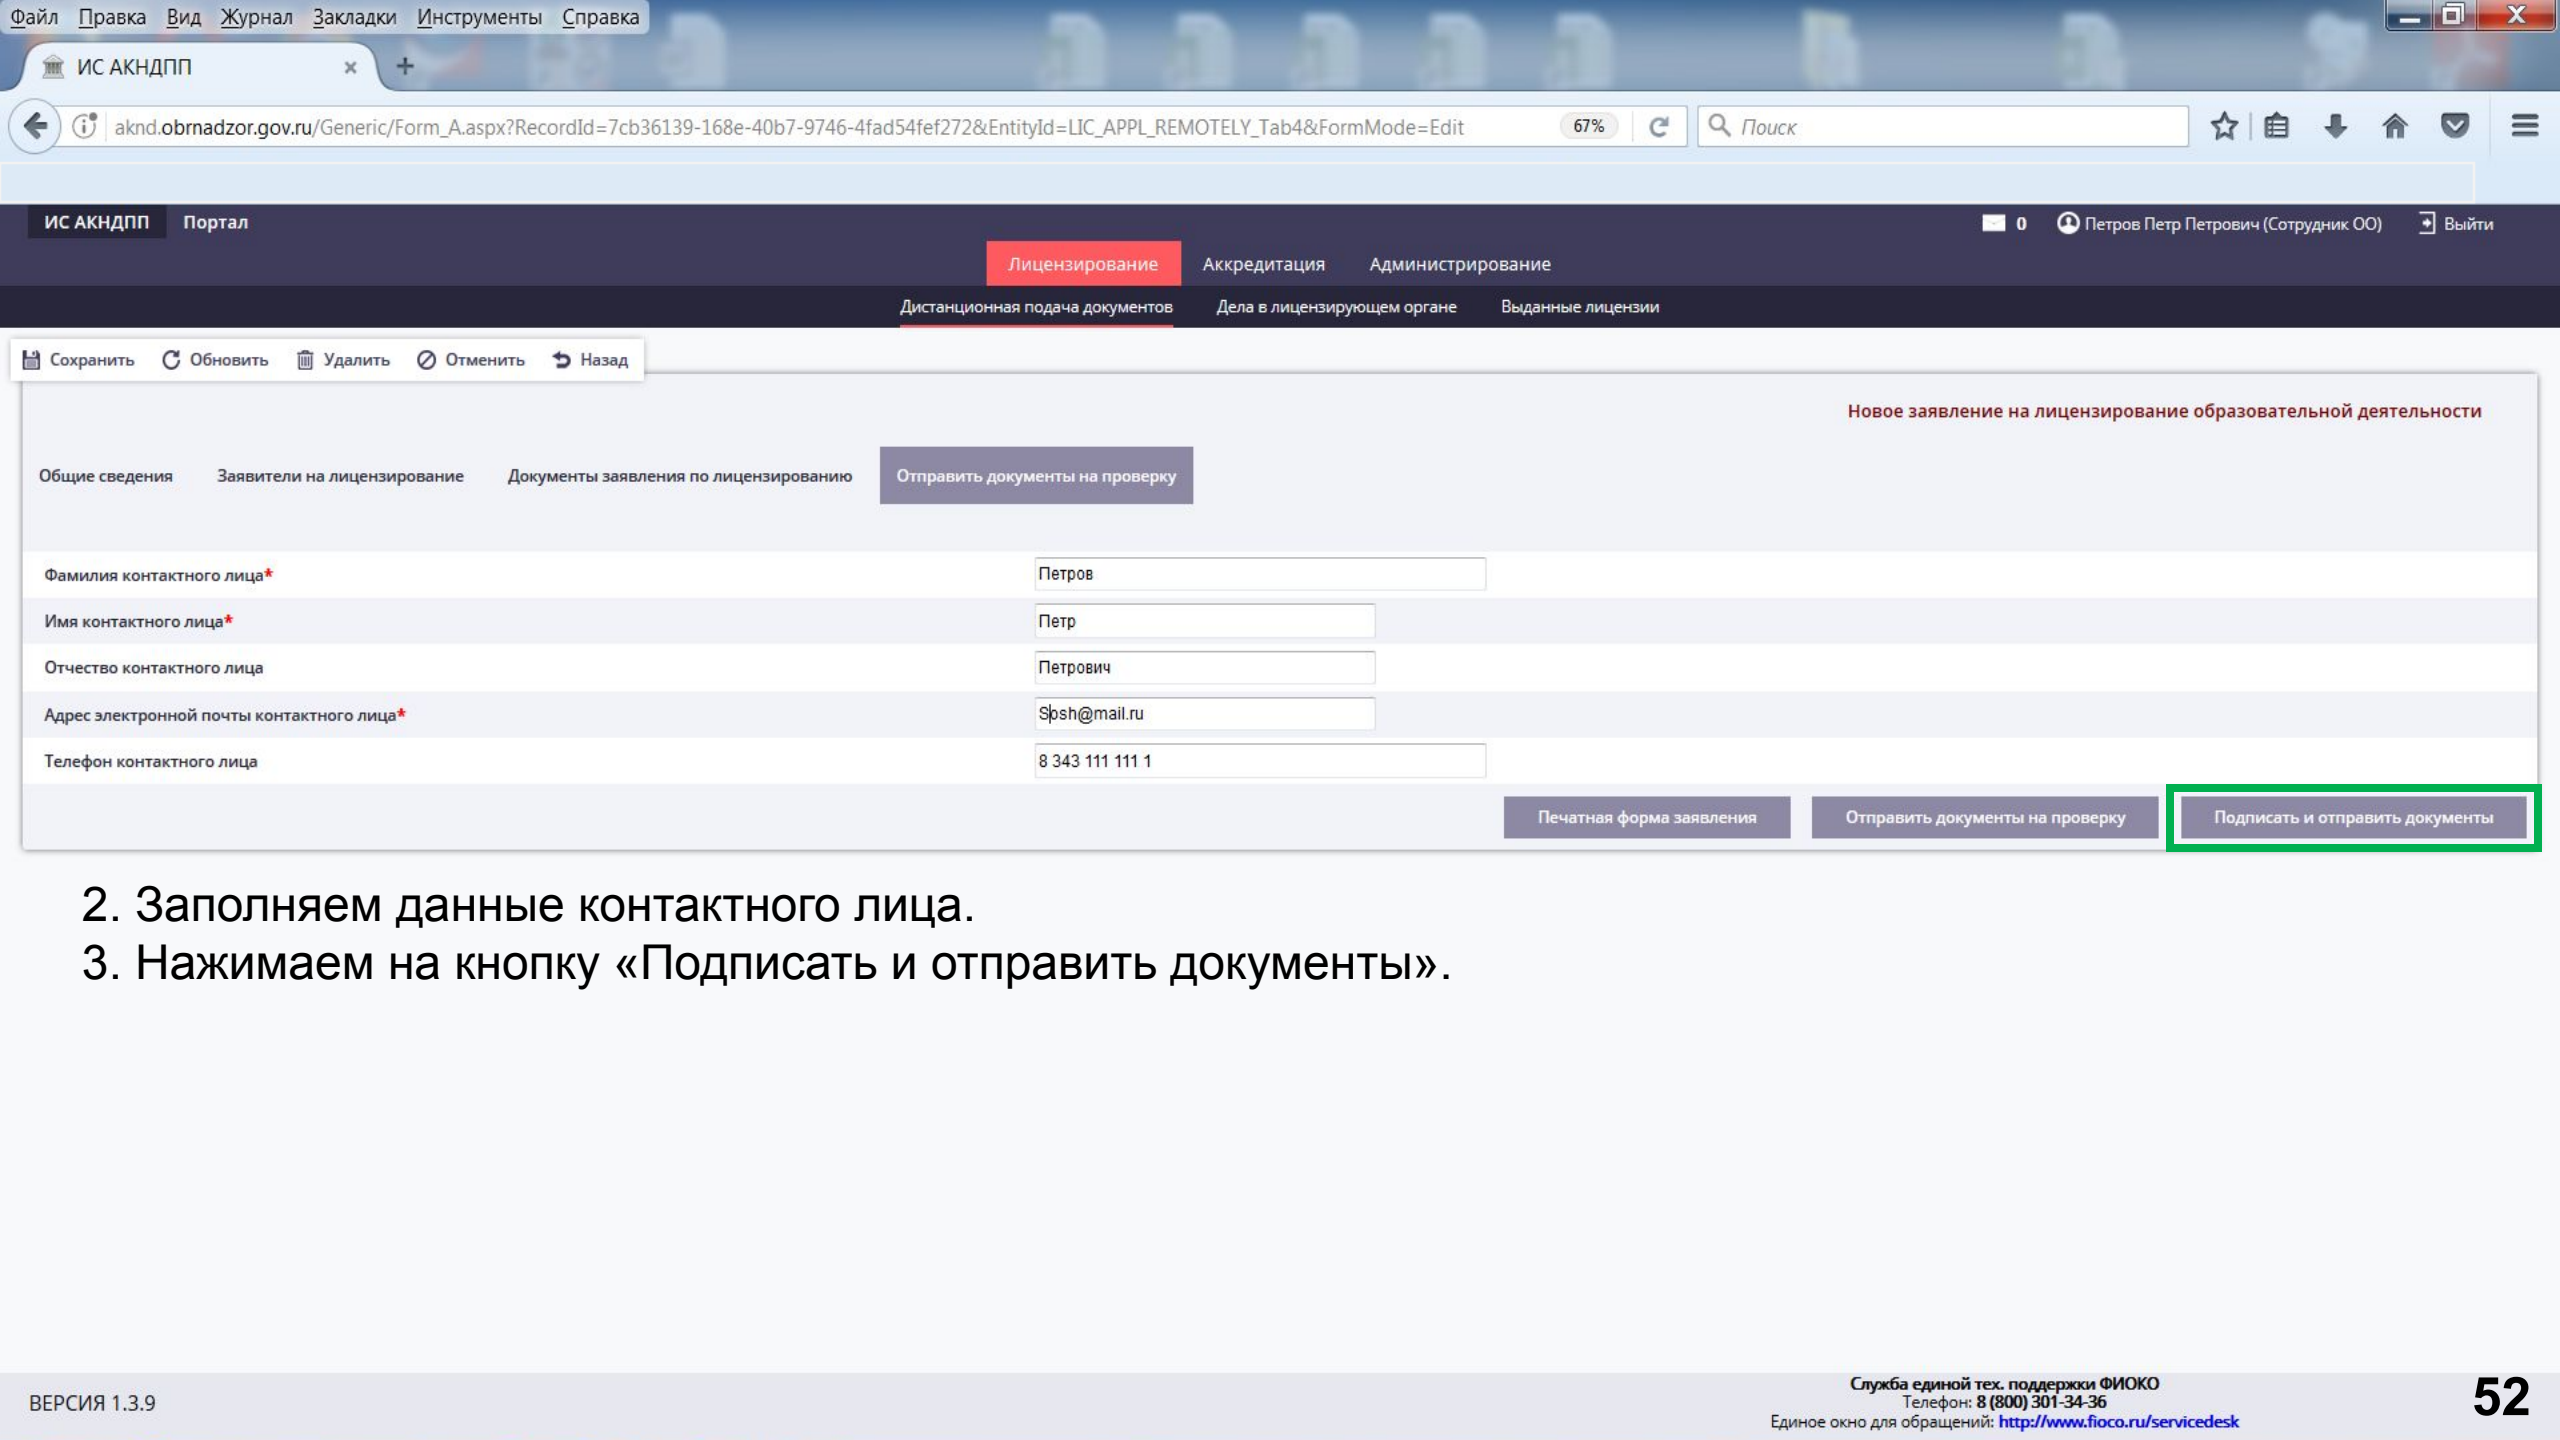 Файл Правка Вид Журнал Закладки Инструменты Справка
ИС АКНДПП
aknd.obrnadzor.gov.ru/Generic/Form_A.aspx?RecordId=7cb36139-168e-40b7-9746-4fad54fef272&EntityId=LIC_APPL_REMOTELY_Tab4&FormMode=Edit 67% Поиск
ИС АКНДПП Портал 0 Петров Петр Петрович (Сотрудник ОО) Выйти
Лицензирование Аккредитация Администрирование
Дистанционная подача документов Дела в лицензирующем органе Выданные лицензии
Сохранить Обновить Удалить Отменить Назад
Новое заявление на лицензирование образовательной деятельности
Общие сведения Заявители на лицензирование Документы заявления по лицензированию Отправить документы на проверку
Фамилия контактного лица* Петров
Имя контактного лица* Петр
Отчество контактного лица Петрович
Адрес электронной почты контактного лица* Sosh@mail.ru
Телефон контактного лица 8 343 111 111 1
Печатная форма заявления Отправить документы на проверку Подписать и отправить документы
2. Заполняем данные контактного лица.
3. Нажимаем на кнопку «Подписать и отправить документы».
ВЕРСИЯ 1.3.9
Служба единой тех. поддержки ФИОКО
Телефон: 8 (800) 301-34-36
Единое окно для обращений: http://www.fioco.ru/servicedesk
52